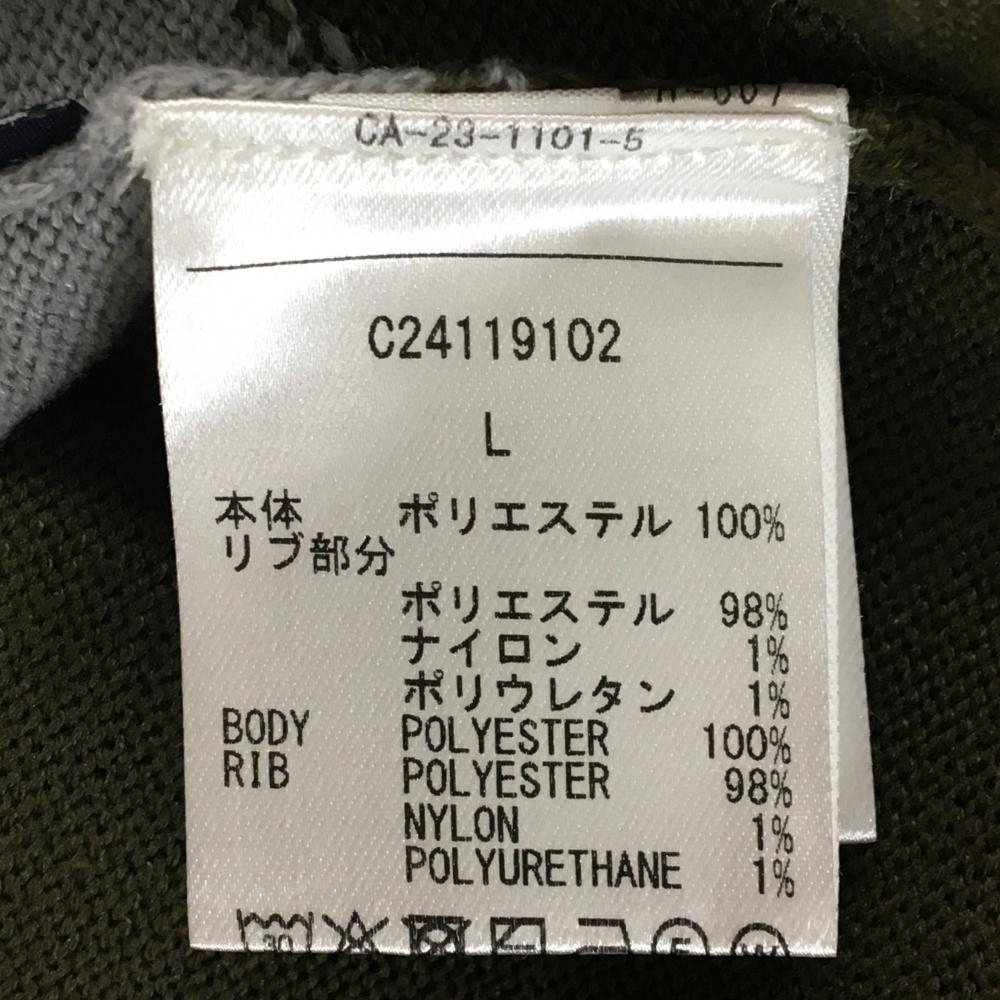 CA-23-1101-5
C24119102
L
本体 ポリエステル 100%
リブ部分
ポリエステル 98%
ナイロン 1%
ポリウレタン 1%
BODY POLYESTER 100%
RIB POLYESTER 98%
NYLON 1%
POLYURETHANE 1%